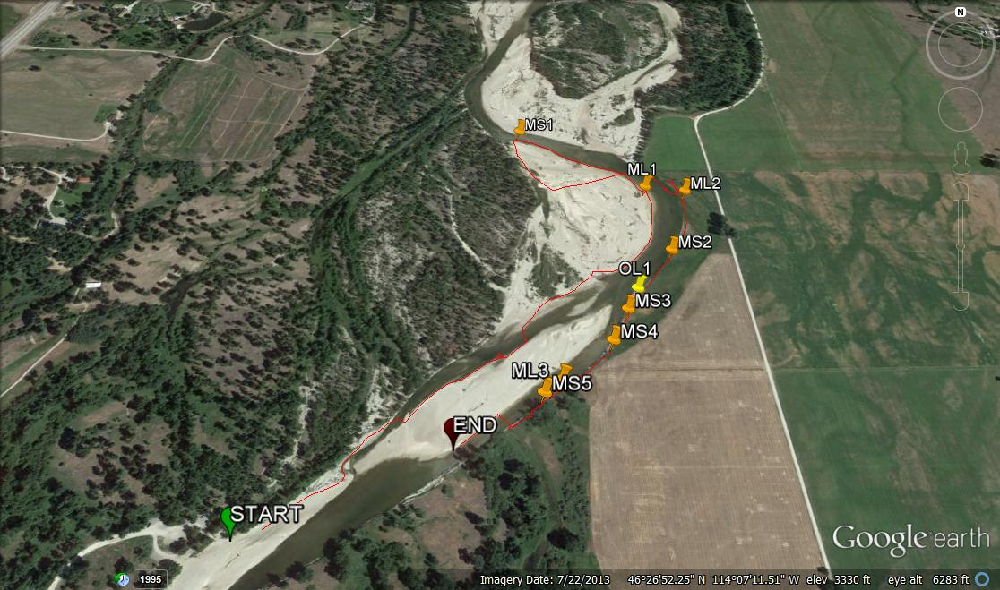 N
MS1
ML1
ML2
MS2
OL1
MS3
MS4
ML3
MS5
END
START
Google earth
1995
Imagery Date: 7/22/2013 46°26'52.25" N 114°07'11.51" W elev 3330 ft eye alt 6283 ft